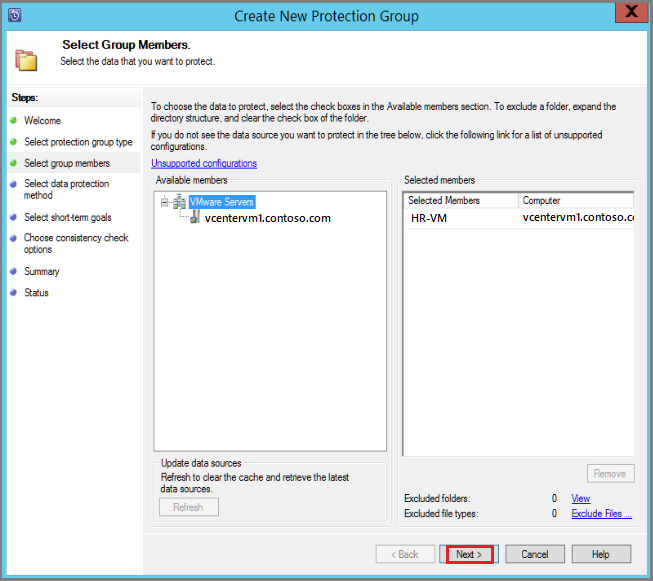 Create New Protection Group
X
Select Group Members.
Select the data that you want to protect.
Steps:
Welcome
Select protection group type
Select group members
Select data protection
method
Select short-term goals
Choose consistency check
options
Summary
Status
To choose the data to protect, select the check boxes in the Available members section. To exclude a folder, expand the
directory structure, and clear the check box of the folder.
If you do not see the data source you want to protect in the tree below, click the following link for a list of unsupported
configurations.
Unsupported configurations
Available members
VMware Servers
vcentervm1.contoso.com
Update data sources
Refresh to clear the cache and retrieve the latest
data sources.
Refresh
Selected members
Selected Members Computer
HR-VM vcentervm1.contoso.c
Remove
Excluded folders: 0 View
Excluded file types: 0 Exclude Files ...
< Back Next > Cancel Help